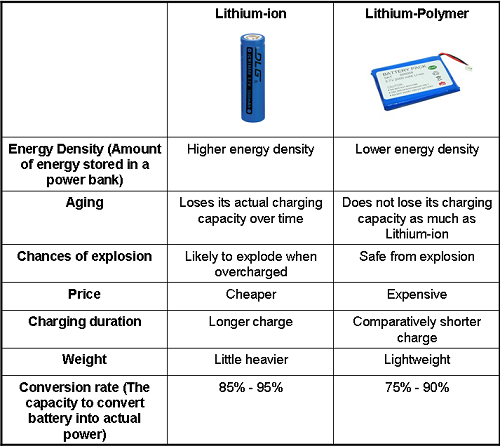 Lithium-ion
Lithium-Polymer
DLG
BATTERY PACK
Energy Density (Amount
of energy stored in a
power bank)
Higher energy density
Lower energy density
Aging
Loses its actual charging
capacity over time
Does not lose its charging
capacity as much as
Lithium-ion
Chances of explosion
Likely to explode when
overcharged
Safe from explosion
Price
Cheaper
Expensive
Charging duration
Longer charge
Comparatively shorter
charge
Weight
Little heavier
Lightweight
Conversion rate (The
capacity to convert
battery into actual
power)
85% - 95%
75% - 90%